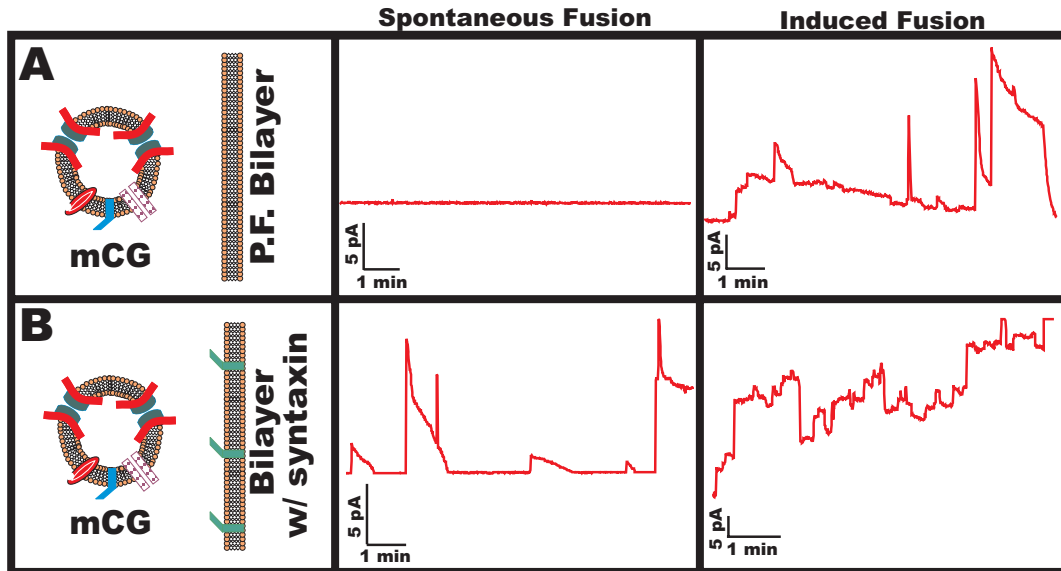 Spontaneous Fusion
Induced Fusion
A
mCG
P.F. Bilayer
5 pA
1 min
5 pA
1 min
B
mCG
Bilayer
w/ syntaxin
5 pA
1 min
5 pA
1 min